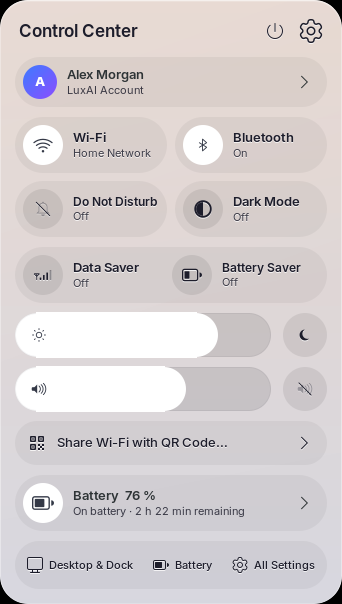 Control Center
A
Alex Morgan
LuxAI Account
Wi-Fi
Home Network
Bluetooth
On
Do Not Disturb
Off
Dark Mode
Off
Data Saver
Off
Battery Saver
Off
Share Wi-Fi with QR Code...
Battery 76 %
On battery · 2 h 22 min remaining
Desktop & Dock
Battery
All Settings